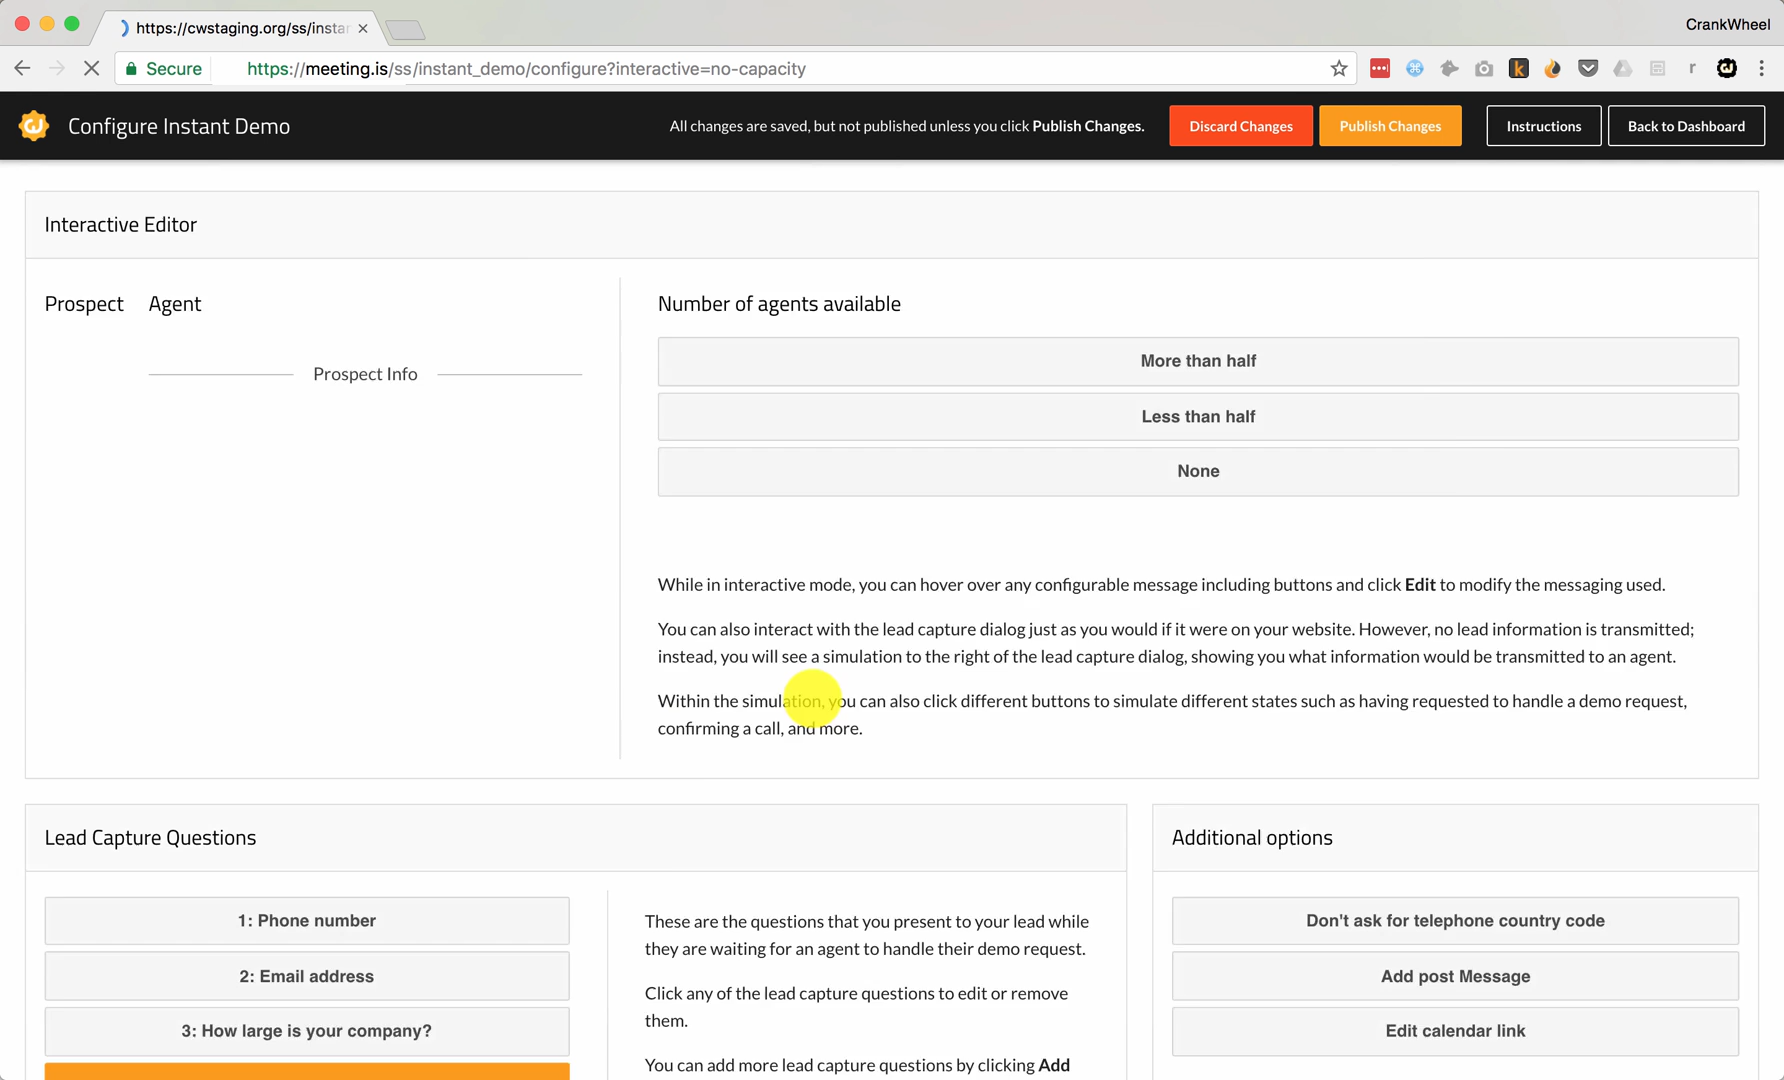 https://cwstaging.org/ss/insta
CrankWheel
Secure
https://meeting.is/ss/instant_demo/configure?interactive=no-capacity
Configure Instant Demo
All changes are saved, but not published unless you click Publish Changes.
Discard Changes
Publish Changes
Instructions
Back to Dashboard
Interactive Editor
Prospect
Agent
Prospect Info
Number of agents available
More than half
Less than half
None
While in interactive mode, you can hover over any configurable message including buttons and click Edit to modify the messaging used.
You can also interact with the lead capture dialog just as you would if it were on your website. However, no lead information is transmitted;
instead, you will see a simulation to the right of the lead capture dialog, showing you what information would be transmitted to an agent.
Within the simulation, you can also click different buttons to simulate different states such as having requested to handle a demo request,
confirming a call, and more.
Lead Capture Questions
1: Phone number
2: Email address
3: How large is your company?
These are the questions that you present to your lead while
they are waiting for an agent to handle their demo request.
Click any of the lead capture questions to edit or remove
them.
You can add more lead capture questions by clicking Add
Additional options
Don't ask for telephone country code
Add post Message
Edit calendar link